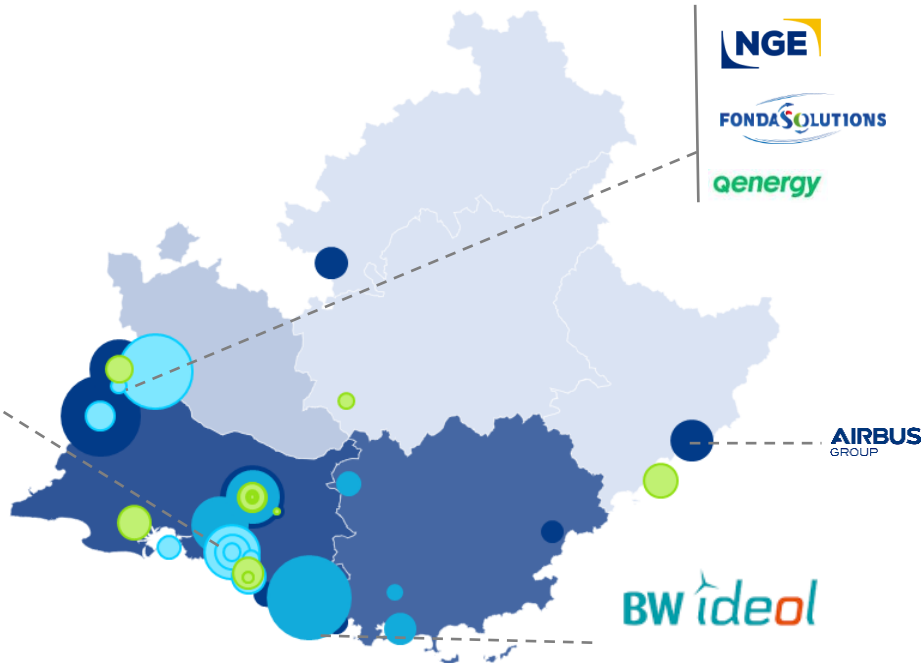 NGE
FONDASOLUTIONS
Qenergy
AIRBUS
GROUP
BW ideol